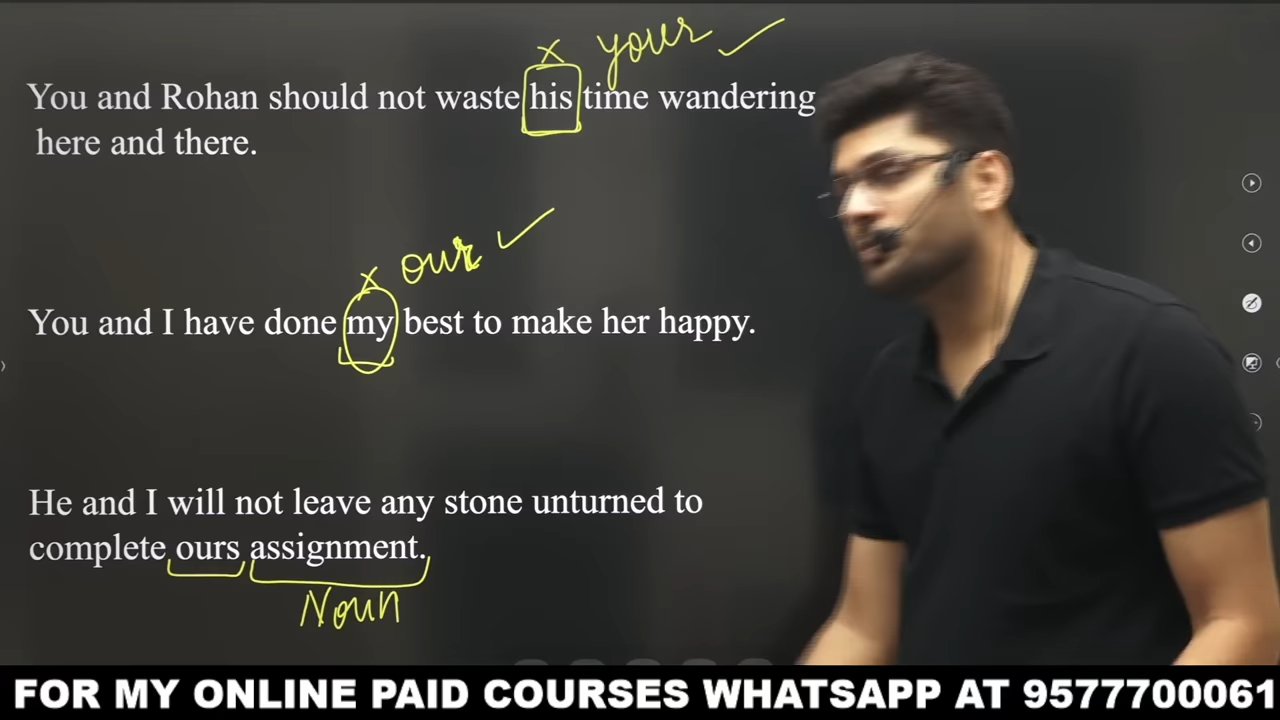 x your ✓
You and Rohan should not waste his time wandering
here and there.
x our ✓
You and I have done my best to make her happy.
He and I will not leave any stone unturned to
complete ours assignment.
Noun
FOR MY ONLINE PAID COURSES WHATSAPP AT 9577700061